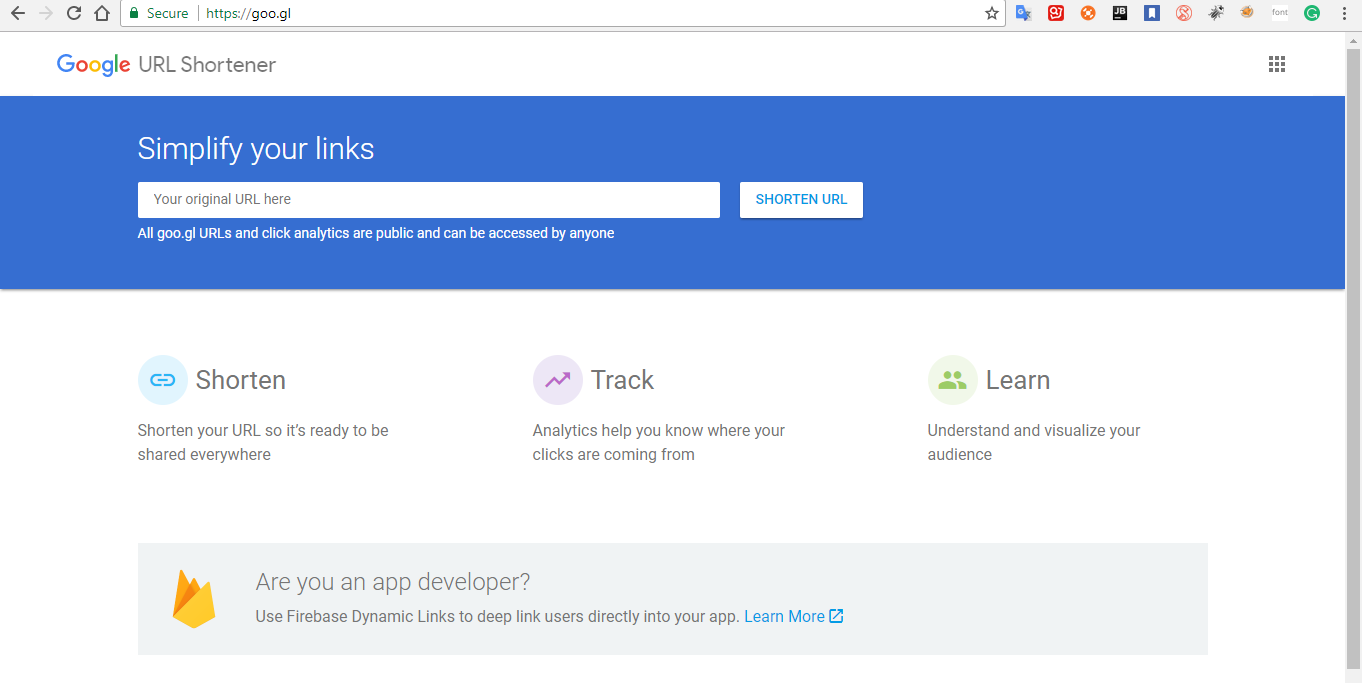 Secure https://goo.gl
JB
font
Google URL Shortener
Simplify your links
Your original URL here
SHORTEN URL
All goo.gl URLs and click analytics are public and can be accessed by anyone
Shorten
Shorten your URL so it’s ready to be
shared everywhere
Track
Analytics help you know where your
clicks are coming from
Learn
Understand and visualize your
audience
Are you an app developer?
Use Firebase Dynamic Links to deep link users directly into your app. Learn More